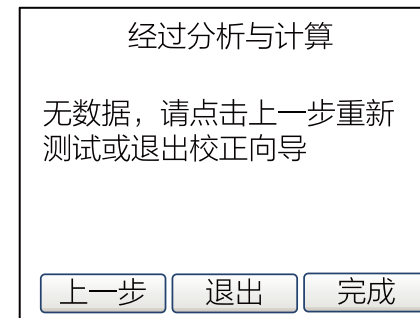 经过分析与计算
无数据，请点击上一步重新
测试或退出校正向导
上一步 退出 完成